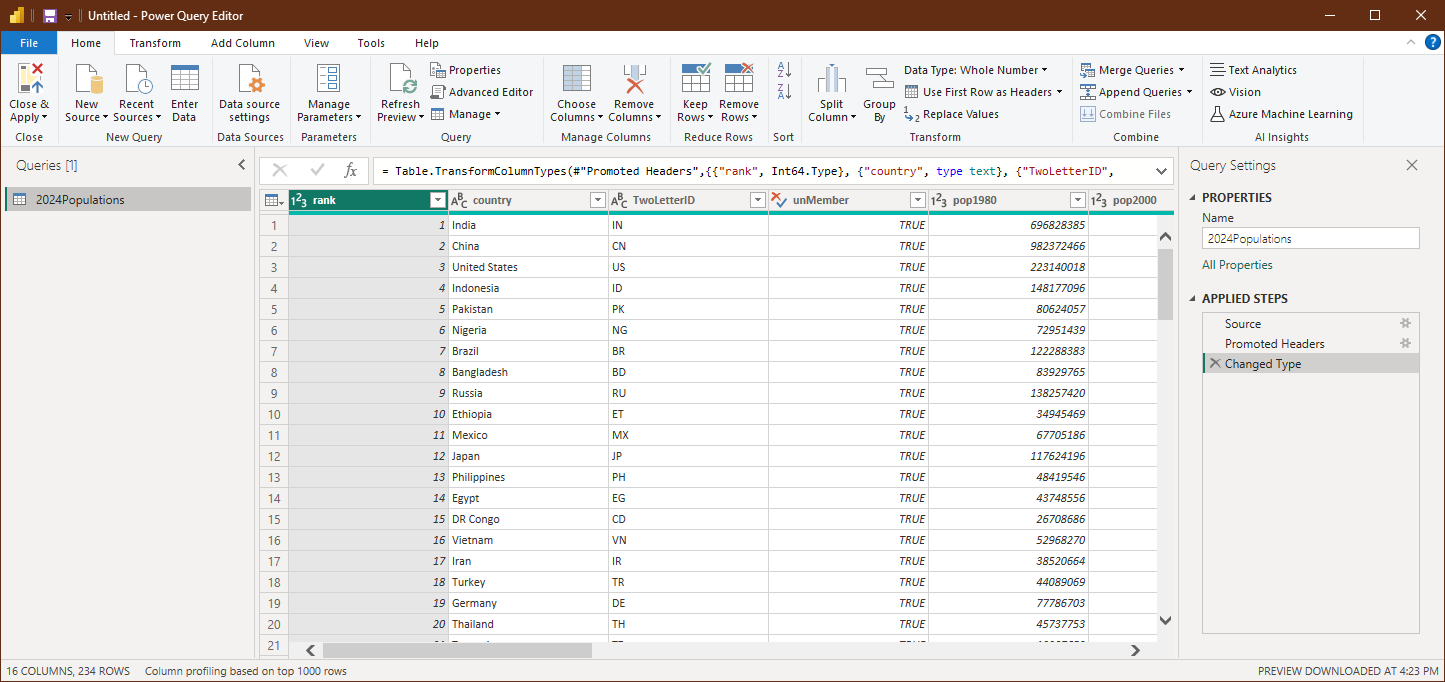 Untitled - Power Query Editor
File Home Transform Add Column View Tools Help
Close & Apply
New Source
Recent Sources
Enter Data
Data source settings
Manage Parameters
Refresh Preview
Properties
Advanced Editor
Manage
Choose Columns
Remove Columns
Keep Rows
Remove Rows
Split Column
Group By
Data Type: Whole Number
Use First Row as Headers
Replace Values
Merge Queries
Append Queries
Combine Files
Text Analytics
Vision
Azure Machine Learning
Close New Query Data Sources Parameters Query Manage Columns Reduce Rows Sort Transform Combine AI Insights
Queries [1]
2024Populations
fx = Table.TransformColumnTypes(#"Promoted Headers",{{"rank", Int64.Type}, {"country", type text}, {"TwoLetterID",
rank country TwoLetterID unMember pop1980 pop2000
1 1 India IN TRUE 696828385
2 2 China CN TRUE 982372466
3 3 United States US TRUE 223140018
4 4 Indonesia ID TRUE 148177096
5 5 Pakistan PK TRUE 80624057
6 6 Nigeria NG TRUE 72951439
7 7 Brazil BR TRUE 122288383
8 8 Bangladesh BD TRUE 83929765
9 9 Russia RU TRUE 138257420
10 10 Ethiopia ET TRUE 34945469
11 11 Mexico MX TRUE 67705186
12 12 Japan JP TRUE 117624196
13 13 Philippines PH TRUE 48419546
14 14 Egypt EG TRUE 43748556
15 15 DR Congo CD TRUE 26708686
16 16 Vietnam VN TRUE 52968270
17 17 Iran IR TRUE 38520664
18 18 Turkey TR TRUE 44089069
19 19 Germany DE TRUE 77786703
20 20 Thailand TH TRUE 45737753
21
Query Settings
PROPERTIES
Name
2024Populations
All Properties
APPLIED STEPS
Source
Promoted Headers
Changed Type
16 COLUMNS, 234 ROWS Column profiling based on top 1000 rows PREVIEW DOWNLOADED AT 4:23 PM